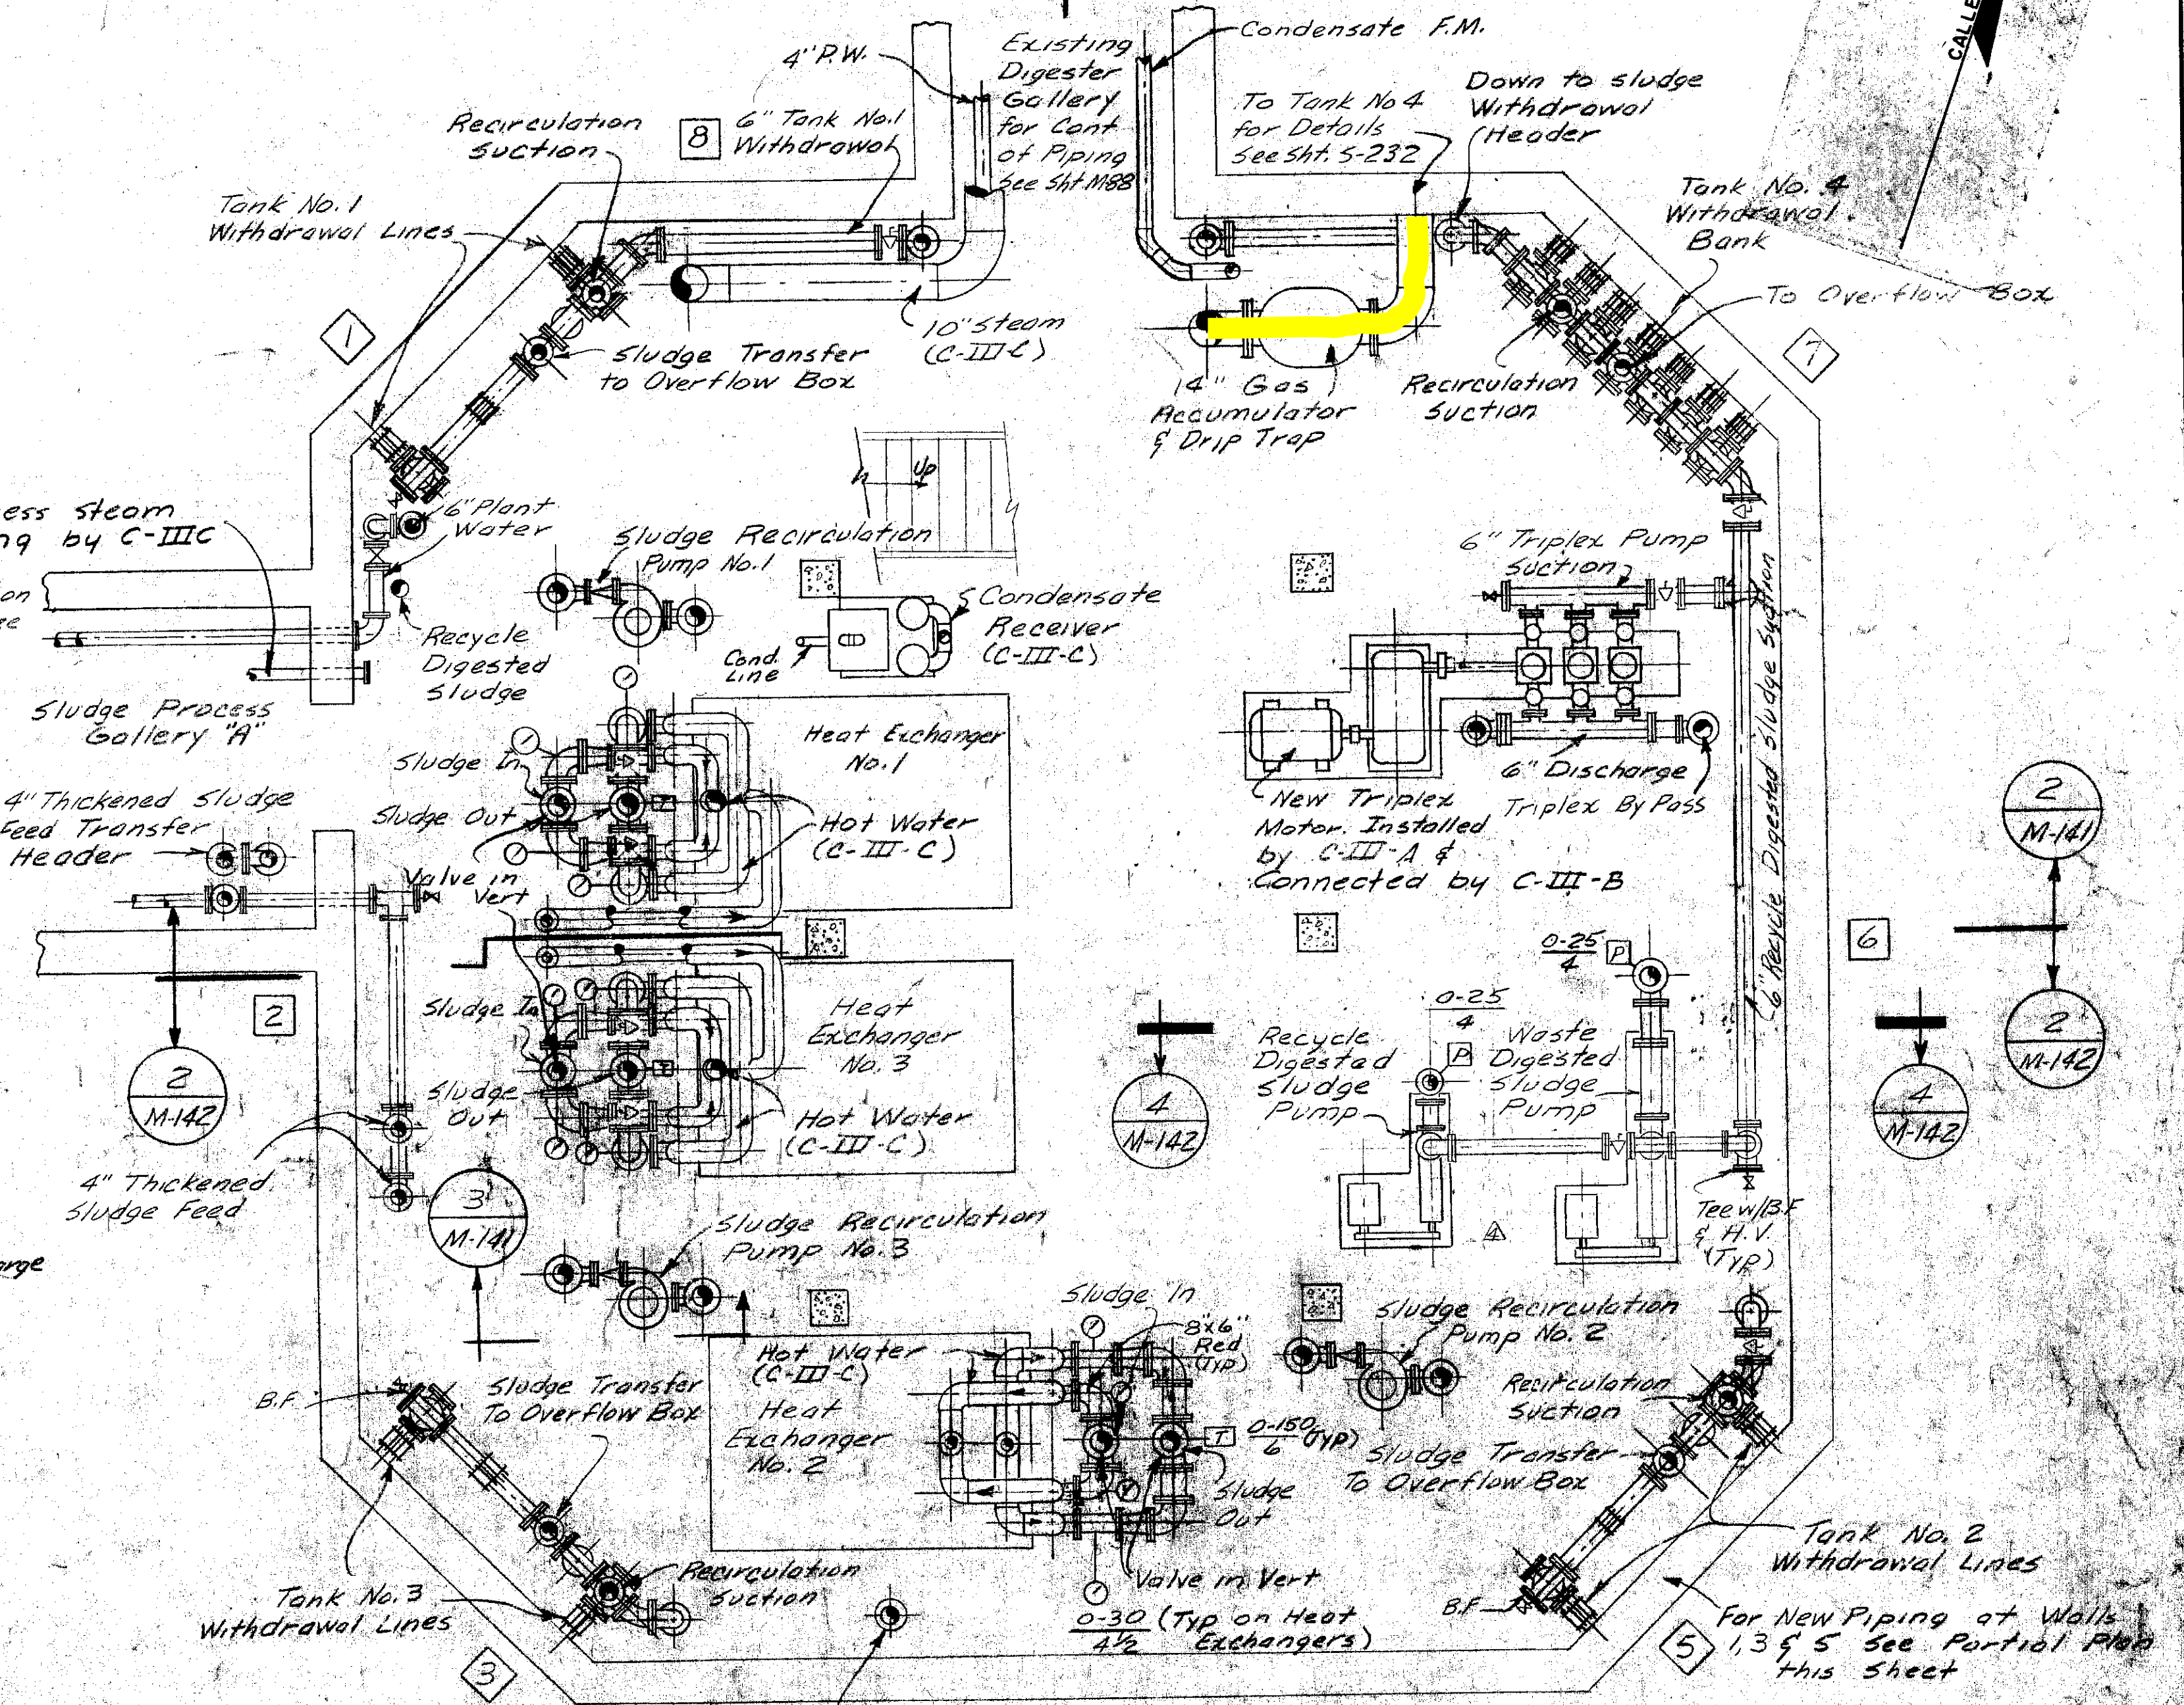 CALLE
4" P.W.
Existing
Digester
Gallery
for Cont
of Piping
See Sht M88
Condensate F.M.
To Tank No 4
for Details
See Sht. S-232
Down to sludge
Withdrawal
Header
Recirculation
Suction
8
6" Tank No.1
Withdrawal
Tank No. 1
Withdrawal Lines
Tank No. 4
Withdrawal
Bank
To Overflow Box
1
7
10" Steam
(C-III-C)
Sludge Transfer
to Overflow Box
14" Gas
Accumulator
& Drip Trap
Recirculation
Suction
Up
ess steam
ng by C-IIIC
6" Plant
Water
Sludge Recirculation
Pump No.1
6" Triplex Pump
Suction
on
ge
Recycle
Digested
Sludge
Cond.
Line
Condensate
Receiver
(C-III-C)
6" Recycle Digested Sludge Suction
Sludge Process
Gallery "A"
Sludge In
Sludge Out
Heat Exchanger
No.1
Hot Water
(C-III-C)
6" Discharge
Triplex By Pass
New Triplex
Motor. Installed
by C-III-A &
Connected by C-III-B
4" Thickened Sludge
Feed Transfer
Header
Valve in
Vert
2
M-141
6
2
M-142
0-25
4
P
0-25
4
P
2
2
M-142
Sludge In
Sludge
Out
Heat
Exchanger
No. 3
Hot Water
(C-III-C)
4
M-142
Recycle
Digested
Sludge
Pump
Waste
Digested
Sludge
Pump
4
M-142
4" Thickened
Sludge Feed
3
M-141
4
Tee w/B.F
& H.V.
(Typ)
arge
Sludge Recirculation
Pump No. 3
Sludge In
8"x6"
Red
(Typ)
Sludge Recirculation
Pump No. 2
Hot Water
(C-III-C)
Heat
Exchanger
No. 2
B.F.
Sludge Transfer
To Overflow Box
T
0-150
6
(Typ)
Sludge
Out
Recirculation
Suction
Sludge Transfer
To Overflow Box
Tank No. 3
Withdrawal Lines
Recirculation
Suction
Valve in Vert
0-30
4½
(Typ on Heat
Exchangers)
B.F.
Tank No. 2
Withdrawal Lines
3
5
For New Piping at Walls
1, 3 & 5 See Partial Plan
this Sheet